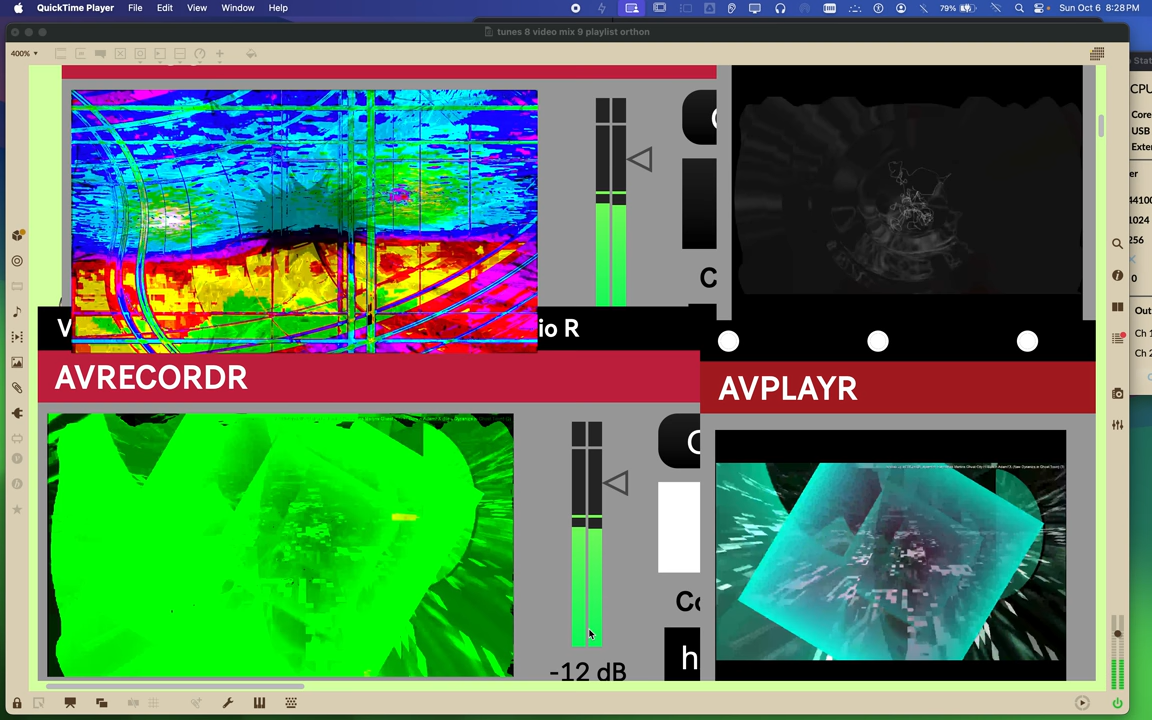 QuickTime Player File Edit View Window Help 79% Sun Oct 6 8:28 PM
tunes 8 video mix 9 playlist orthon
400%
Stat
CPU
Core
USB
Exter
er
44100
1024
256
0
Out
Ch 1
Ch 2
C
C
V
io R
AVRECORDR
AVPLAYR
C
Co
h
-12 dB